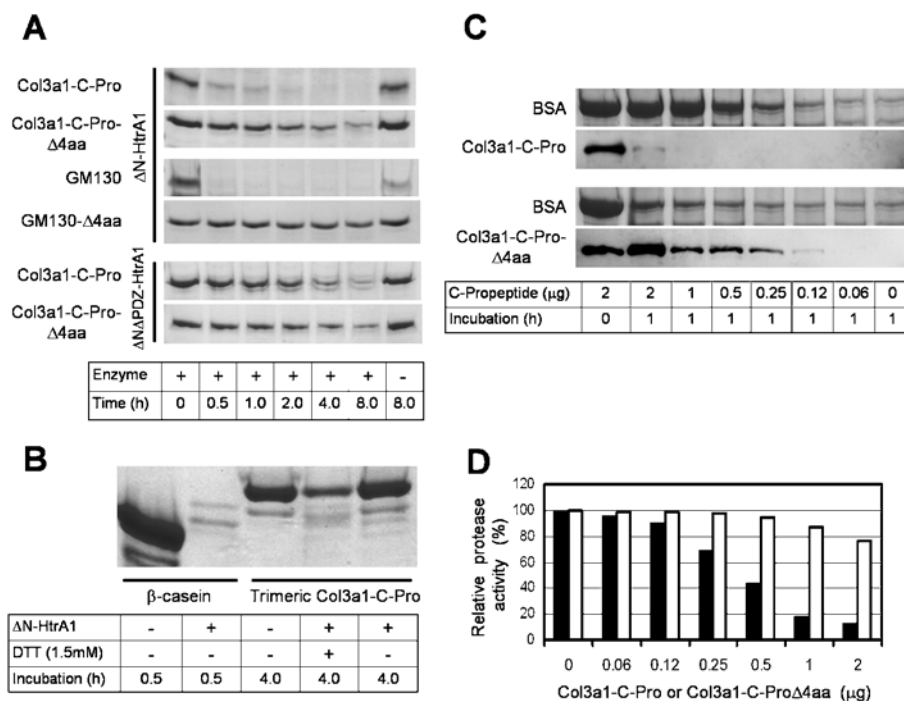 A
Col3a1-C-Pro
Col3a1-C-Pro-
Δ4aa
GM130
GM130-Δ4aa
ΔN-HtrA1
Col3a1-C-Pro
Col3a1-C-Pro-
Δ4aa
ΔNΔPDZ-HtrA1
Enzyme + + + + + + -
Time (h) 0 0.5 1.0 2.0 4.0 8.0 8.0
B
β-casein Trimeric Col3a1-C-Pro
ΔN-HtrA1 - + - + +
DTT (1.5mM) - - - + -
Incubation (h) 0.5 0.5 4.0 4.0 4.0
C
BSA
Col3a1-C-Pro
BSA
Col3a1-C-Pro-
Δ4aa
C-Propeptide (μg) 2 2 1 0.5 0.25 0.12 0.06 0
Incubation (h) 0 1 1 1 1 1 1 1
D
Relative protease
activity (%)
120
100
80
60
40
20
0
0 0.06 0.12 0.25 0.5 1 2
Col3a1-C-Pro or Col3a1-C-ProΔ4aa (μg)